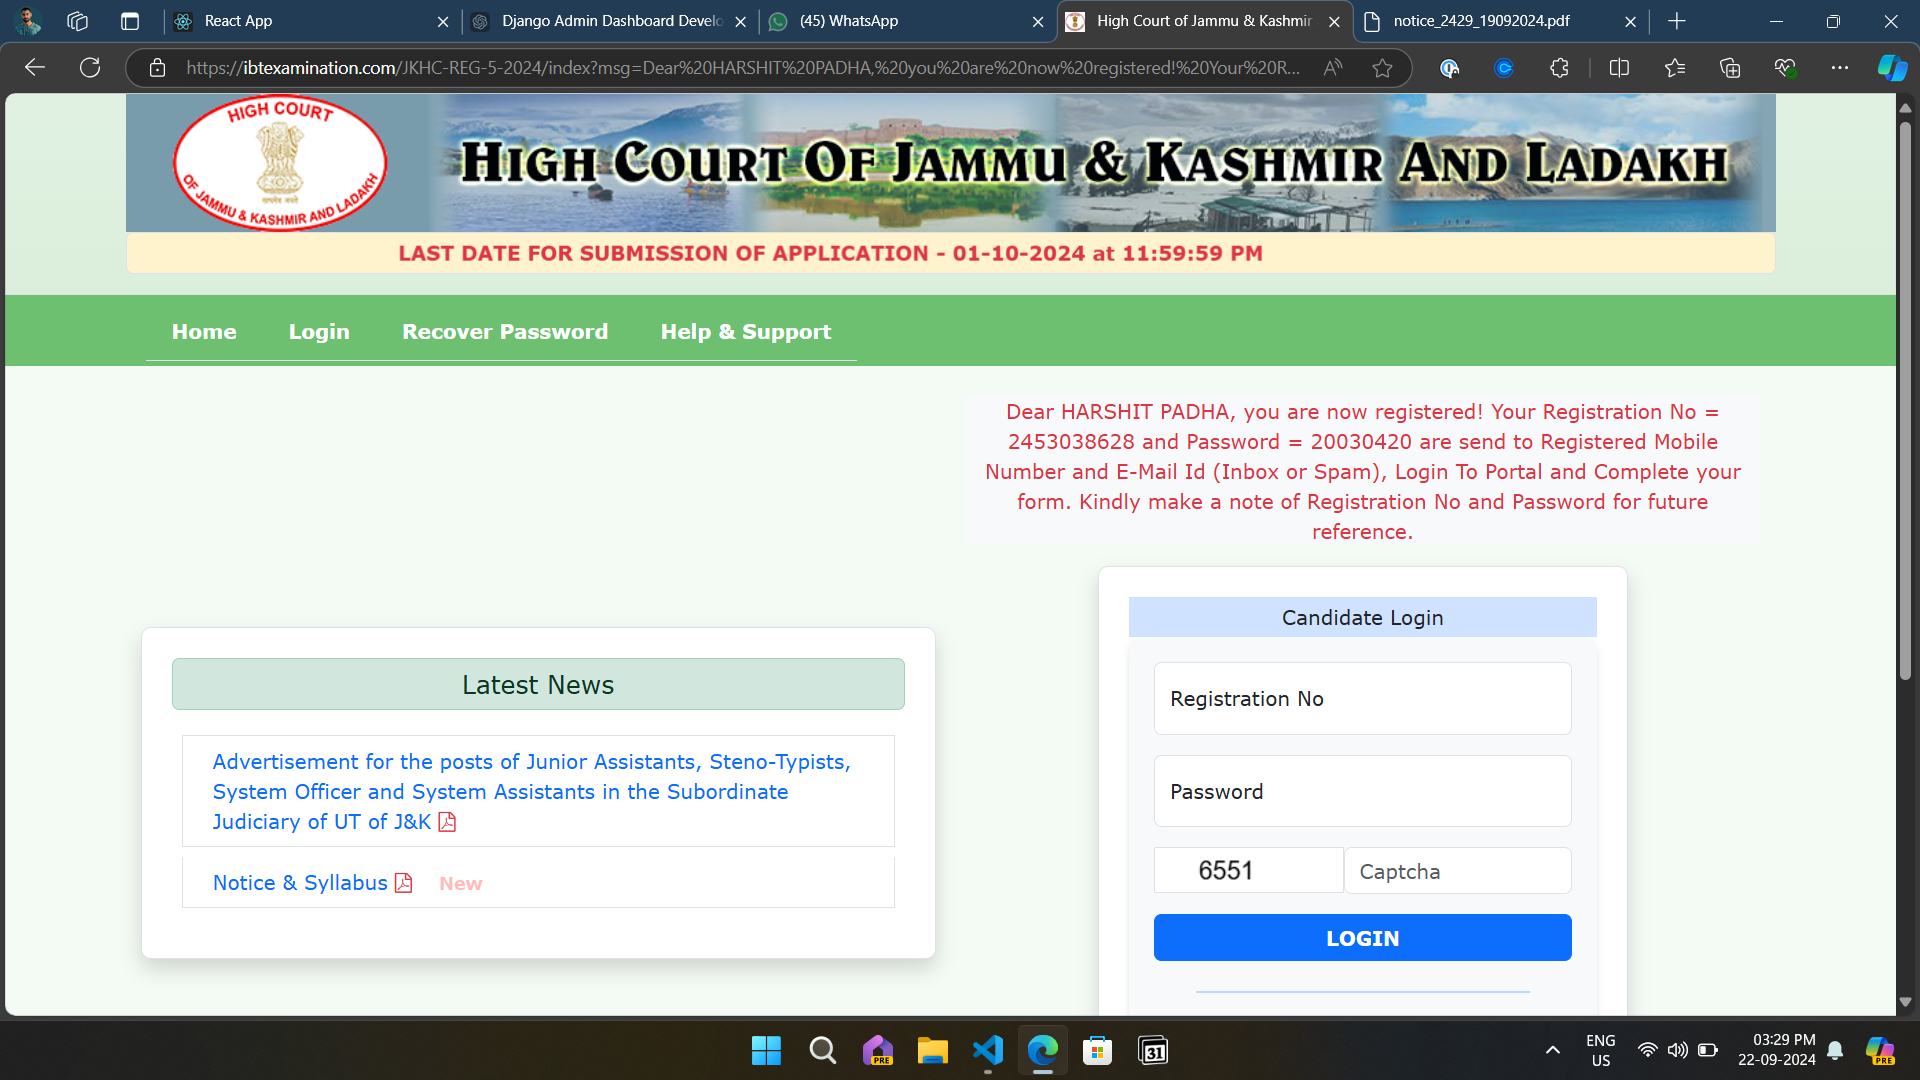 React App
Django Admin Dashboard Develo
(45) WhatsApp
High Court of Jammu & Kashmir
notice_2429_19092024.pdf
https://ibtexamination.com/JKHC-REG-5-2024/index?msg=Dear%20HARSHIT%20PADHA,%20you%20are%20now%20registered!%20Your%20R...
HIGH COURT
सत्यमेव जयते
OF JAMMU & KASHMIR AND LADAKH
HIGH COURT OF JAMMU & KASHMIR AND LADAKH
LAST DATE FOR SUBMISSION OF APPLICATION - 01-10-2024 at 11:59:59 PM
Home
Login
Recover Password
Help & Support
Dear HARSHIT PADHA, you are now registered! Your Registration No =
2453038628 and Password = 20030420 are send to Registered Mobile
Number and E-Mail Id (Inbox or Spam), Login To Portal and Complete your
form. Kindly make a note of Registration No and Password for future
reference.
Latest News
Advertisement for the posts of Junior Assistants, Steno-Typists,
System Officer and System Assistants in the Subordinate
Judiciary of UT of J&K
Notice & Syllabus New
Candidate Login
Registration No
Password
6551
Captcha
LOGIN
PRE
31
ENG
US
03:29 PM
22-09-2024
PRE